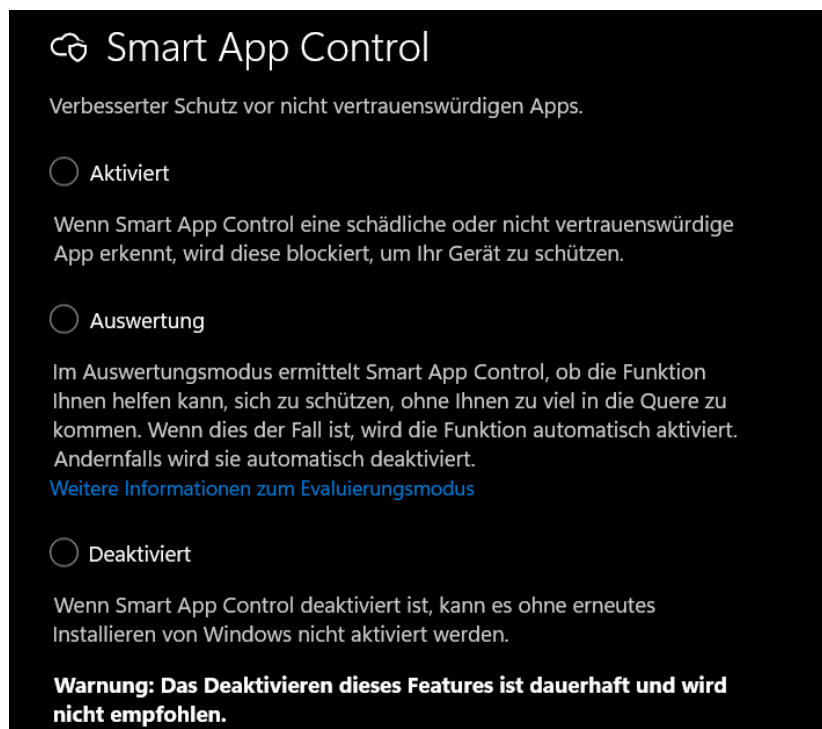 Smart App Control
Verbesserter Schutz vor nicht vertrauenswürdigen Apps.
Aktiviert
Wenn Smart App Control eine schädliche oder nicht vertrauenswürdige
App erkennt, wird diese blockiert, um Ihr Gerät zu schützen.
Auswertung
Im Auswertungsmodus ermittelt Smart App Control, ob die Funktion
Ihnen helfen kann, sich zu schützen, ohne Ihnen zu viel in die Quere zu
kommen. Wenn dies der Fall ist, wird die Funktion automatisch aktiviert.
Andernfalls wird sie automatisch deaktiviert.
Weitere Informationen zum Evaluierungsmodus
Deaktiviert
Wenn Smart App Control deaktiviert ist, kann es ohne erneutes
Installieren von Windows nicht aktiviert werden.
Warnung: Das Deaktivieren dieses Features ist dauerhaft und wird
nicht empfohlen.